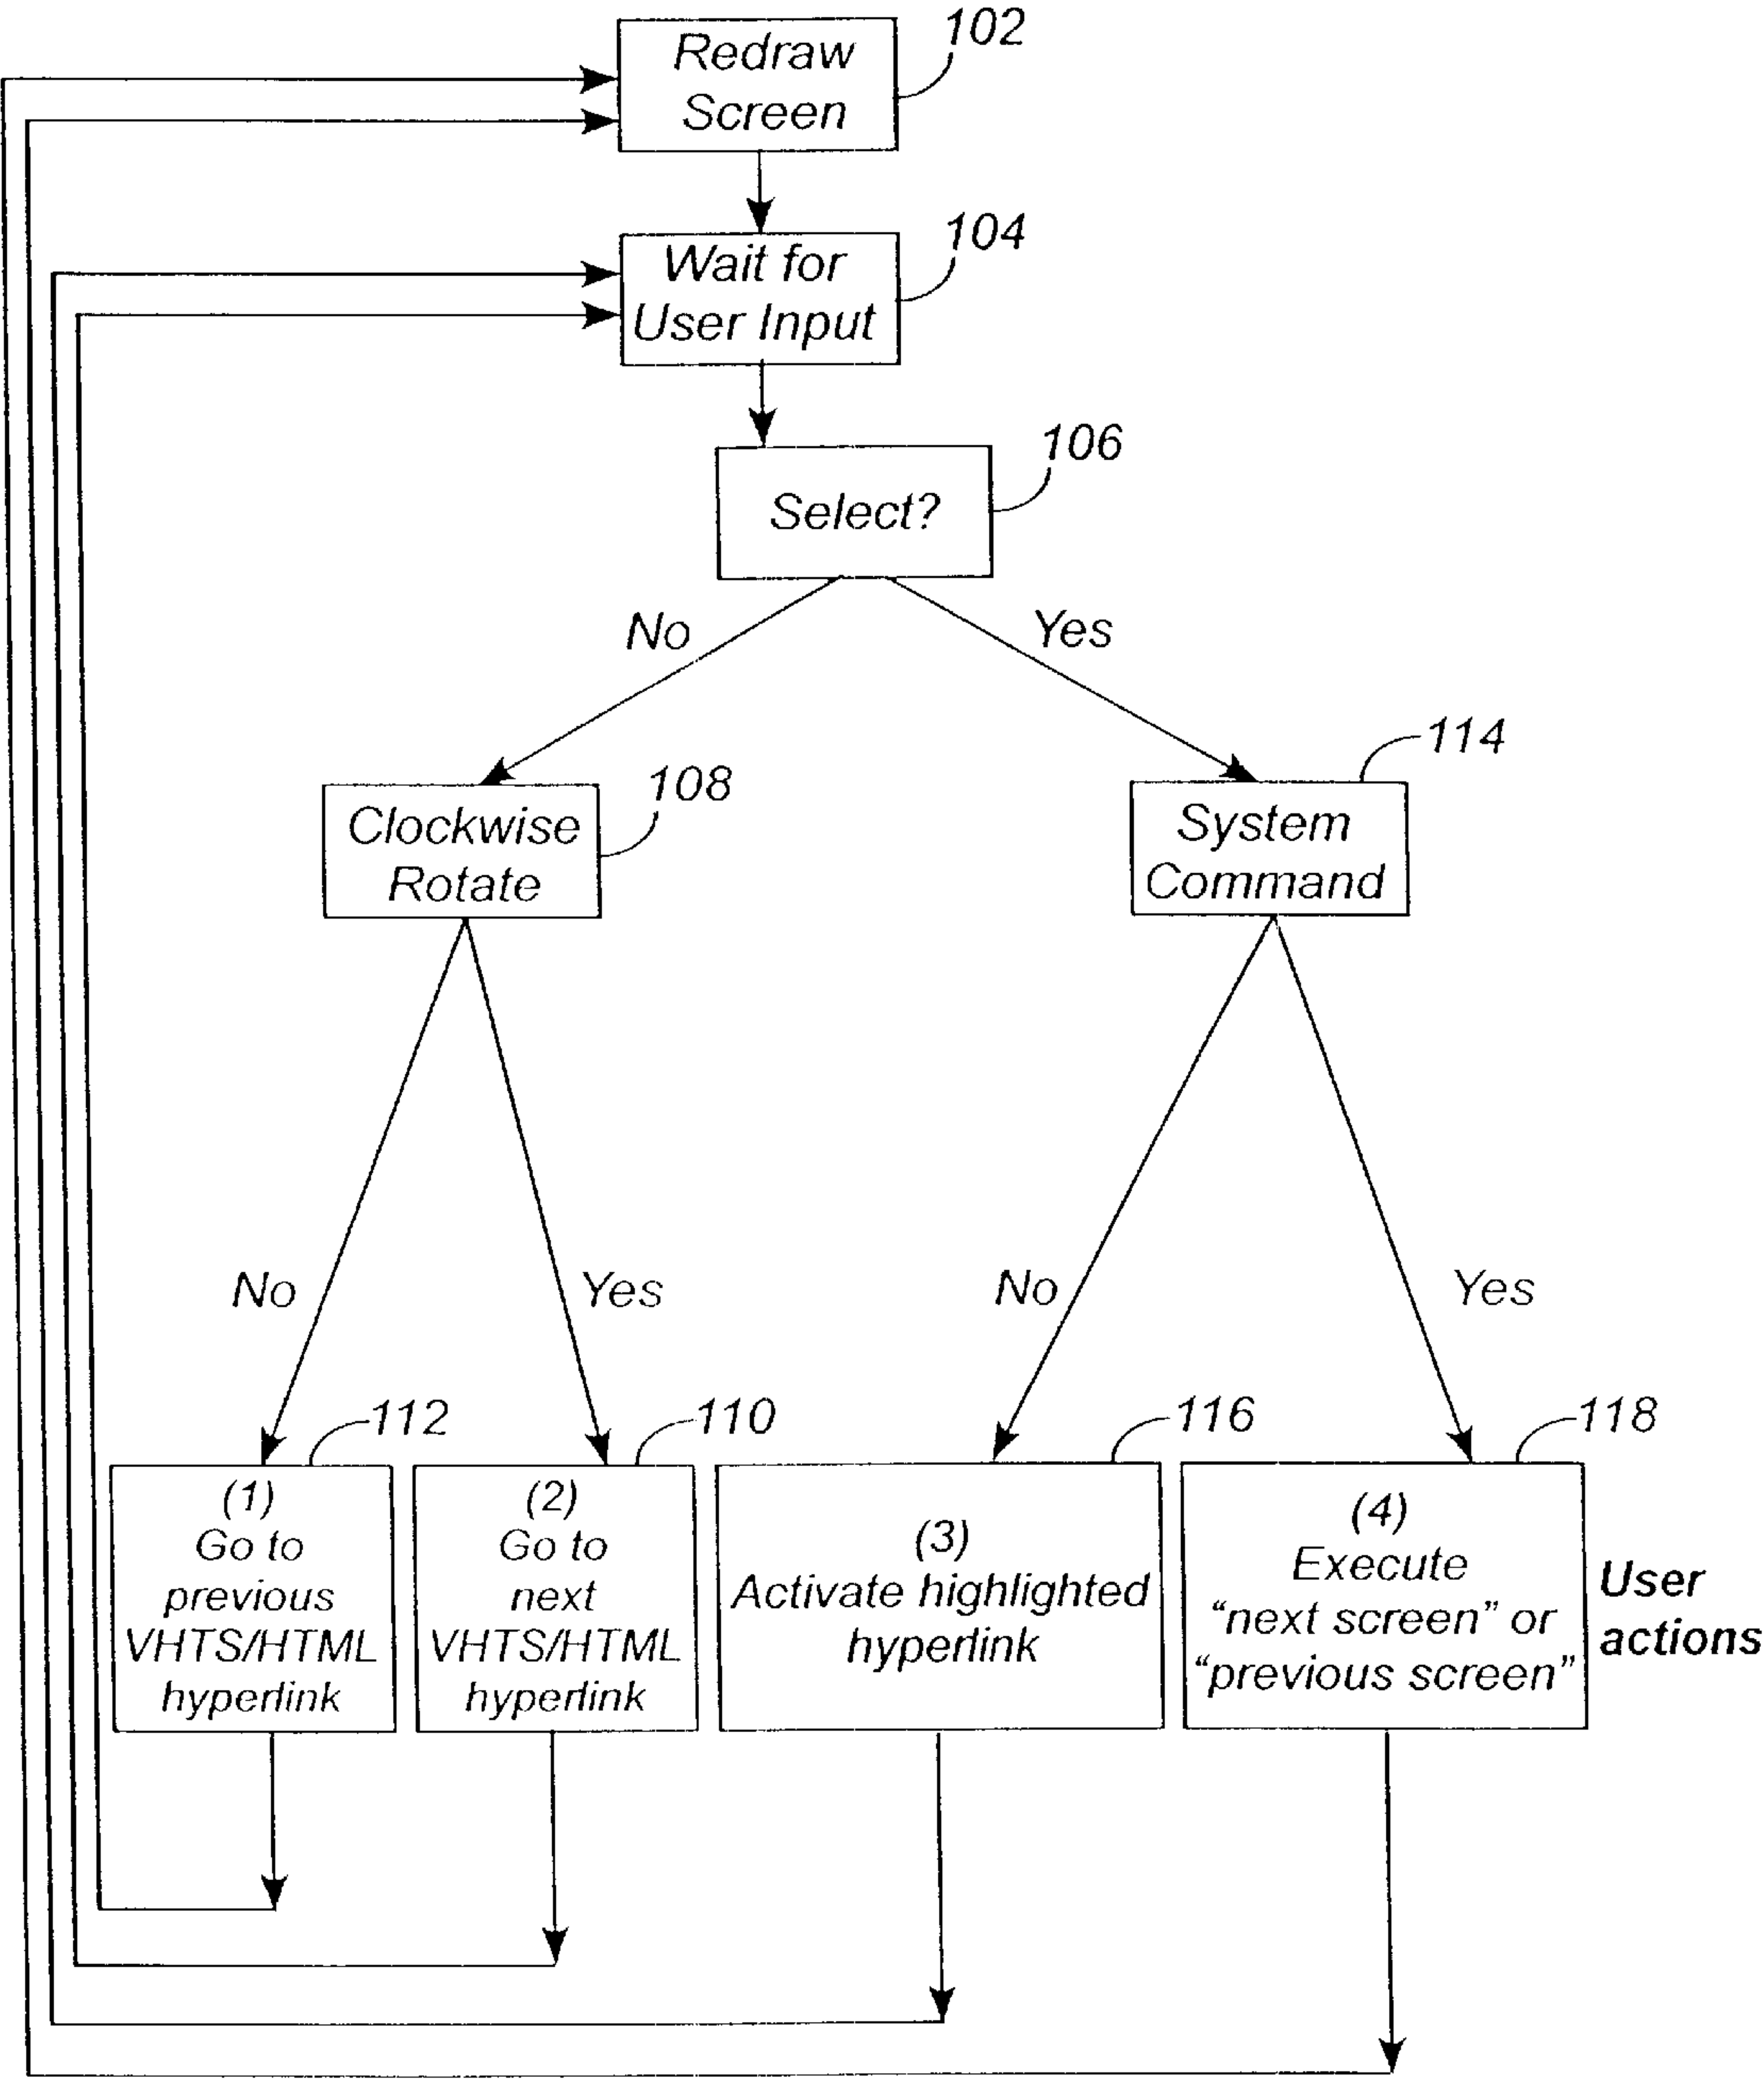 102
Redraw
Screen
104
Wait for
User Input
106
Select?
No
Yes
108
Clockwise
Rotate
114
System
Command
No
Yes
No
Yes
112
(1)
Go to
previous
VHTS/HTML
hyperlink
110
(2)
Go to
next
VHTS/HTML
hyperlink
116
(3)
Activate highlighted
hyperlink
118
(4)
Execute
“next screen” or
“previous screen”
User
actions